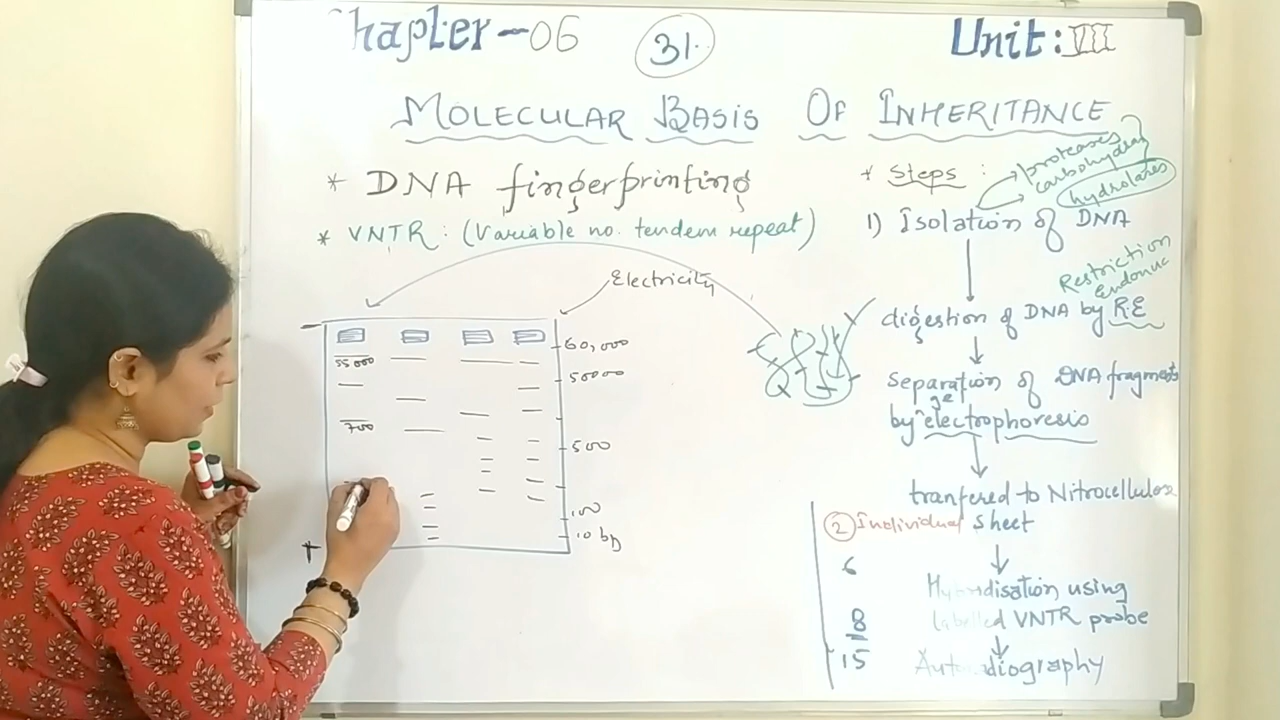 Chapter-06
31.
Unit: VII
MOLECULAR BASIS OF INHERITANCE
* DNA fingerprinting
* VNTR: (Variable no. tendem repeat)
Electricity
60,000
55000
50000
700
500
100
10 bp
+ Steps :
proteases
hydrolases
1) Isolation of DNA
Restriction
Endonuc
digestion of DNA by R.E
separation of DNA fragments
gel
by electrophoresis
tranfered to Nitrocellulose
sheet
② Individual
6
8
15
Hybridisation using
labelled VNTR probe
Autoradiography